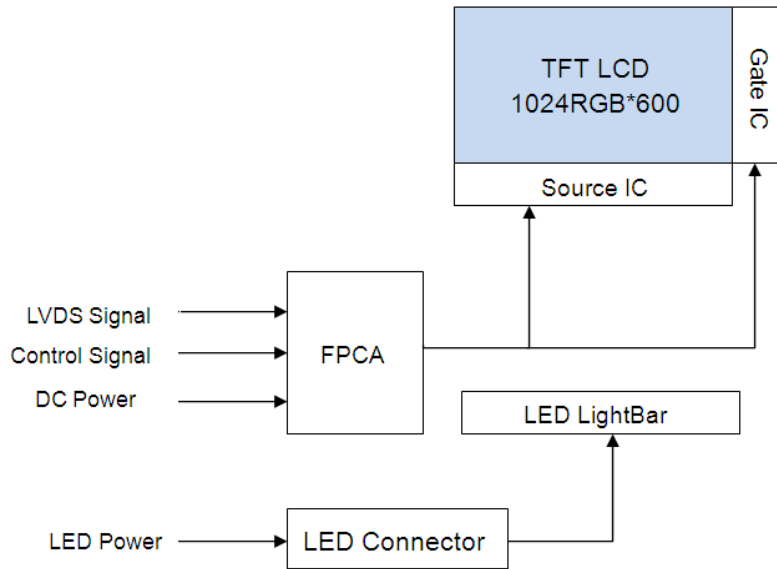 TFT LCD
1024RGB*600
Gate IC
Source IC
LVDS Signal
Control Signal
DC Power
FPCA
LED LightBar
LED Power
LED Connector